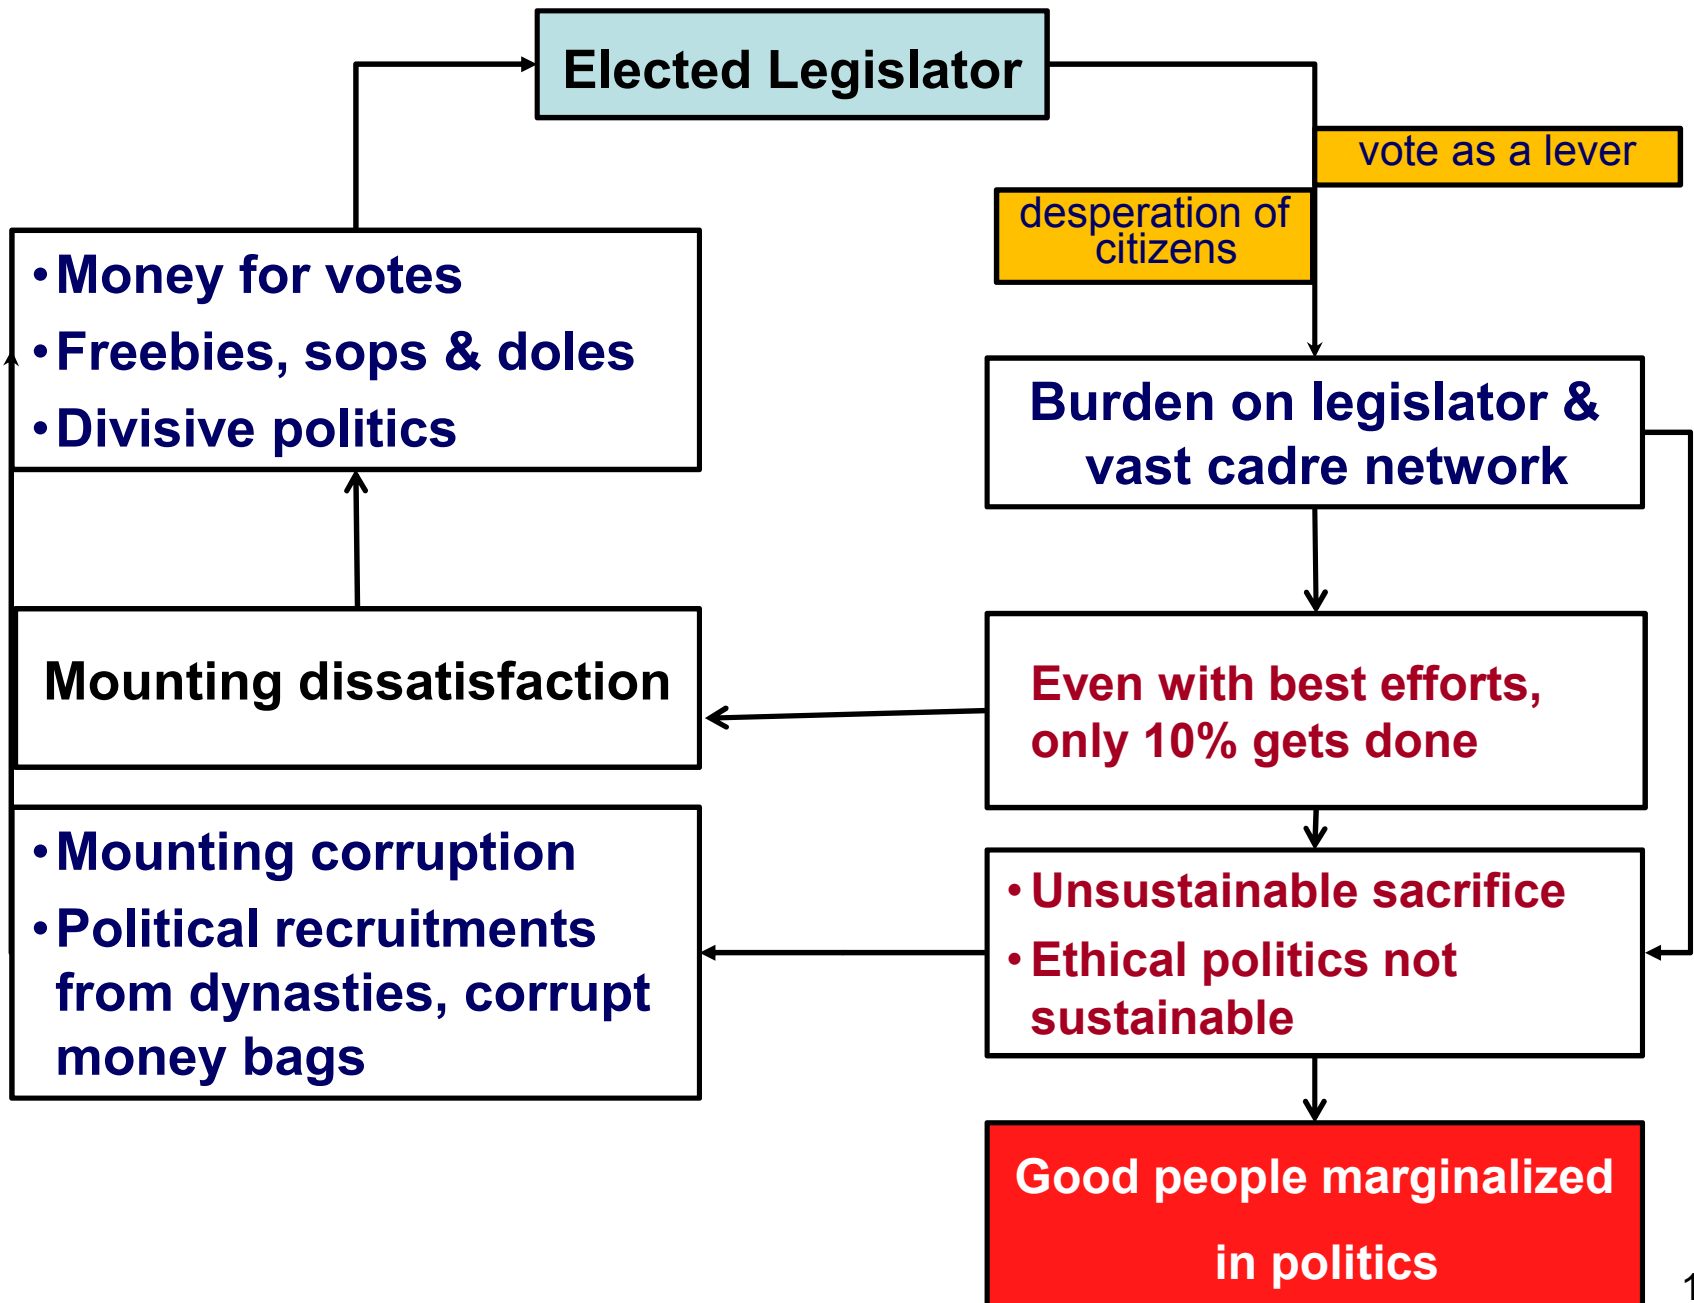 Elected Legislator
vote as a lever
desperation of
citizens
• Money for votes
• Freebies, sops & doles
• Divisive politics
Burden on legislator &
vast cadre network
Mounting dissatisfaction
Even with best efforts,
only 10% gets done
• Mounting corruption
• Political recruitments
from dynasties, corrupt
money bags
• Unsustainable sacrifice
• Ethical politics not
sustainable
Good people marginalized
in politics